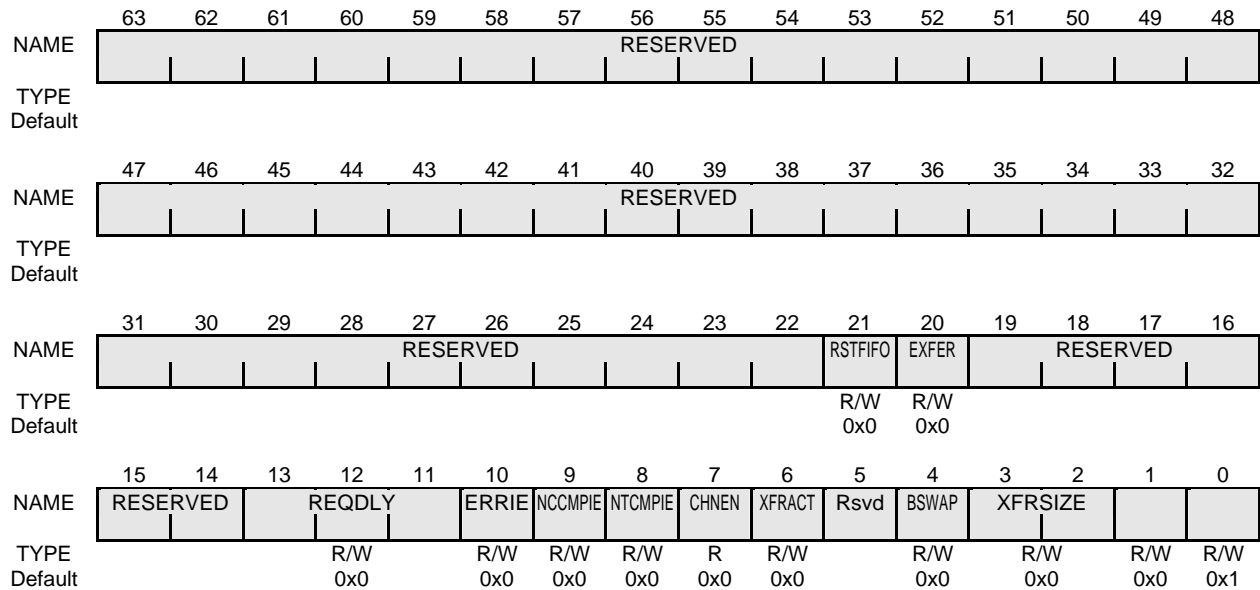 63 62 61 60 59 58 57 56 55 54 53 52 51 50 49 48
NAME RESERVED
TYPE
Default
47 46 45 44 43 42 41 40 39 38 37 36 35 34 33 32
NAME RESERVED
TYPE
Default
31 30 29 28 27 26 25 24 23 22 21 20 19 18 17 16
NAME RESERVED RSTFIFO EXFER RESERVED
TYPE R/W R/W
Default 0x0 0x0
15 14 13 12 11 10 9 8 7 6 5 4 3 2 1 0
NAME RESERVED REQDLY ERRIE NCCMPIE NTCMPIE CHNEN XFRACT Rsvd BSWAP XFRSIZE
TYPE R/W R/W R/W R/W R R/W R/W R/W R/W R/W
Default 0x0 0x0 0x0 0x0 0x0 0x0 0x0 0x0 0x0 0x1